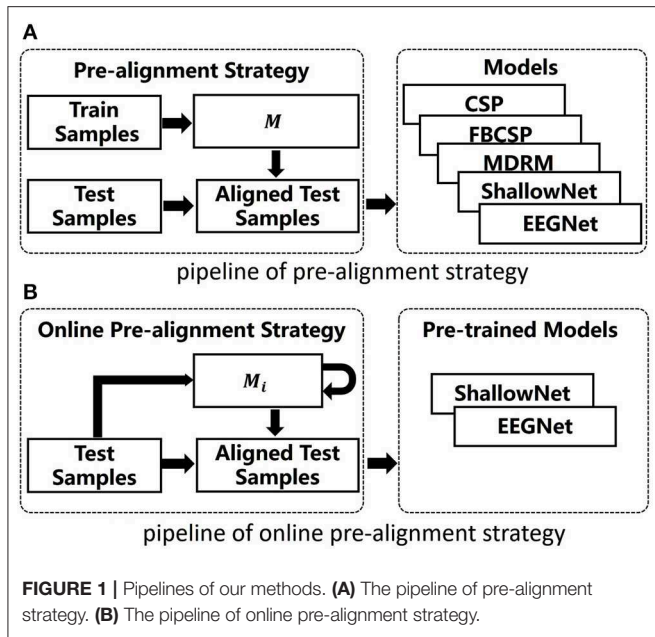 A
Pre-alignment Strategy
Train
Samples
M
Test
Samples
Aligned Test
Samples
Models
CSP
FBCSP
MDRM
ShallowNet
EEGNet
pipeline of pre-alignment strategy
B
Online Pre-alignment Strategy
M_i
Test
Samples
Aligned Test
Samples
Pre-trained Models
ShallowNet
EEGNet
pipeline of online pre-alignment strategy
FIGURE 1 | Pipelines of our methods. (A) The pipeline of pre-alignment
strategy. (B) The pipeline of online pre-alignment strategy.